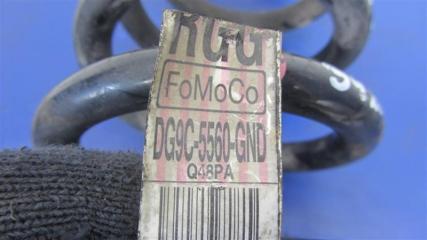 RGG
FoMoCo
DG9C-5560-GND
Q48PA